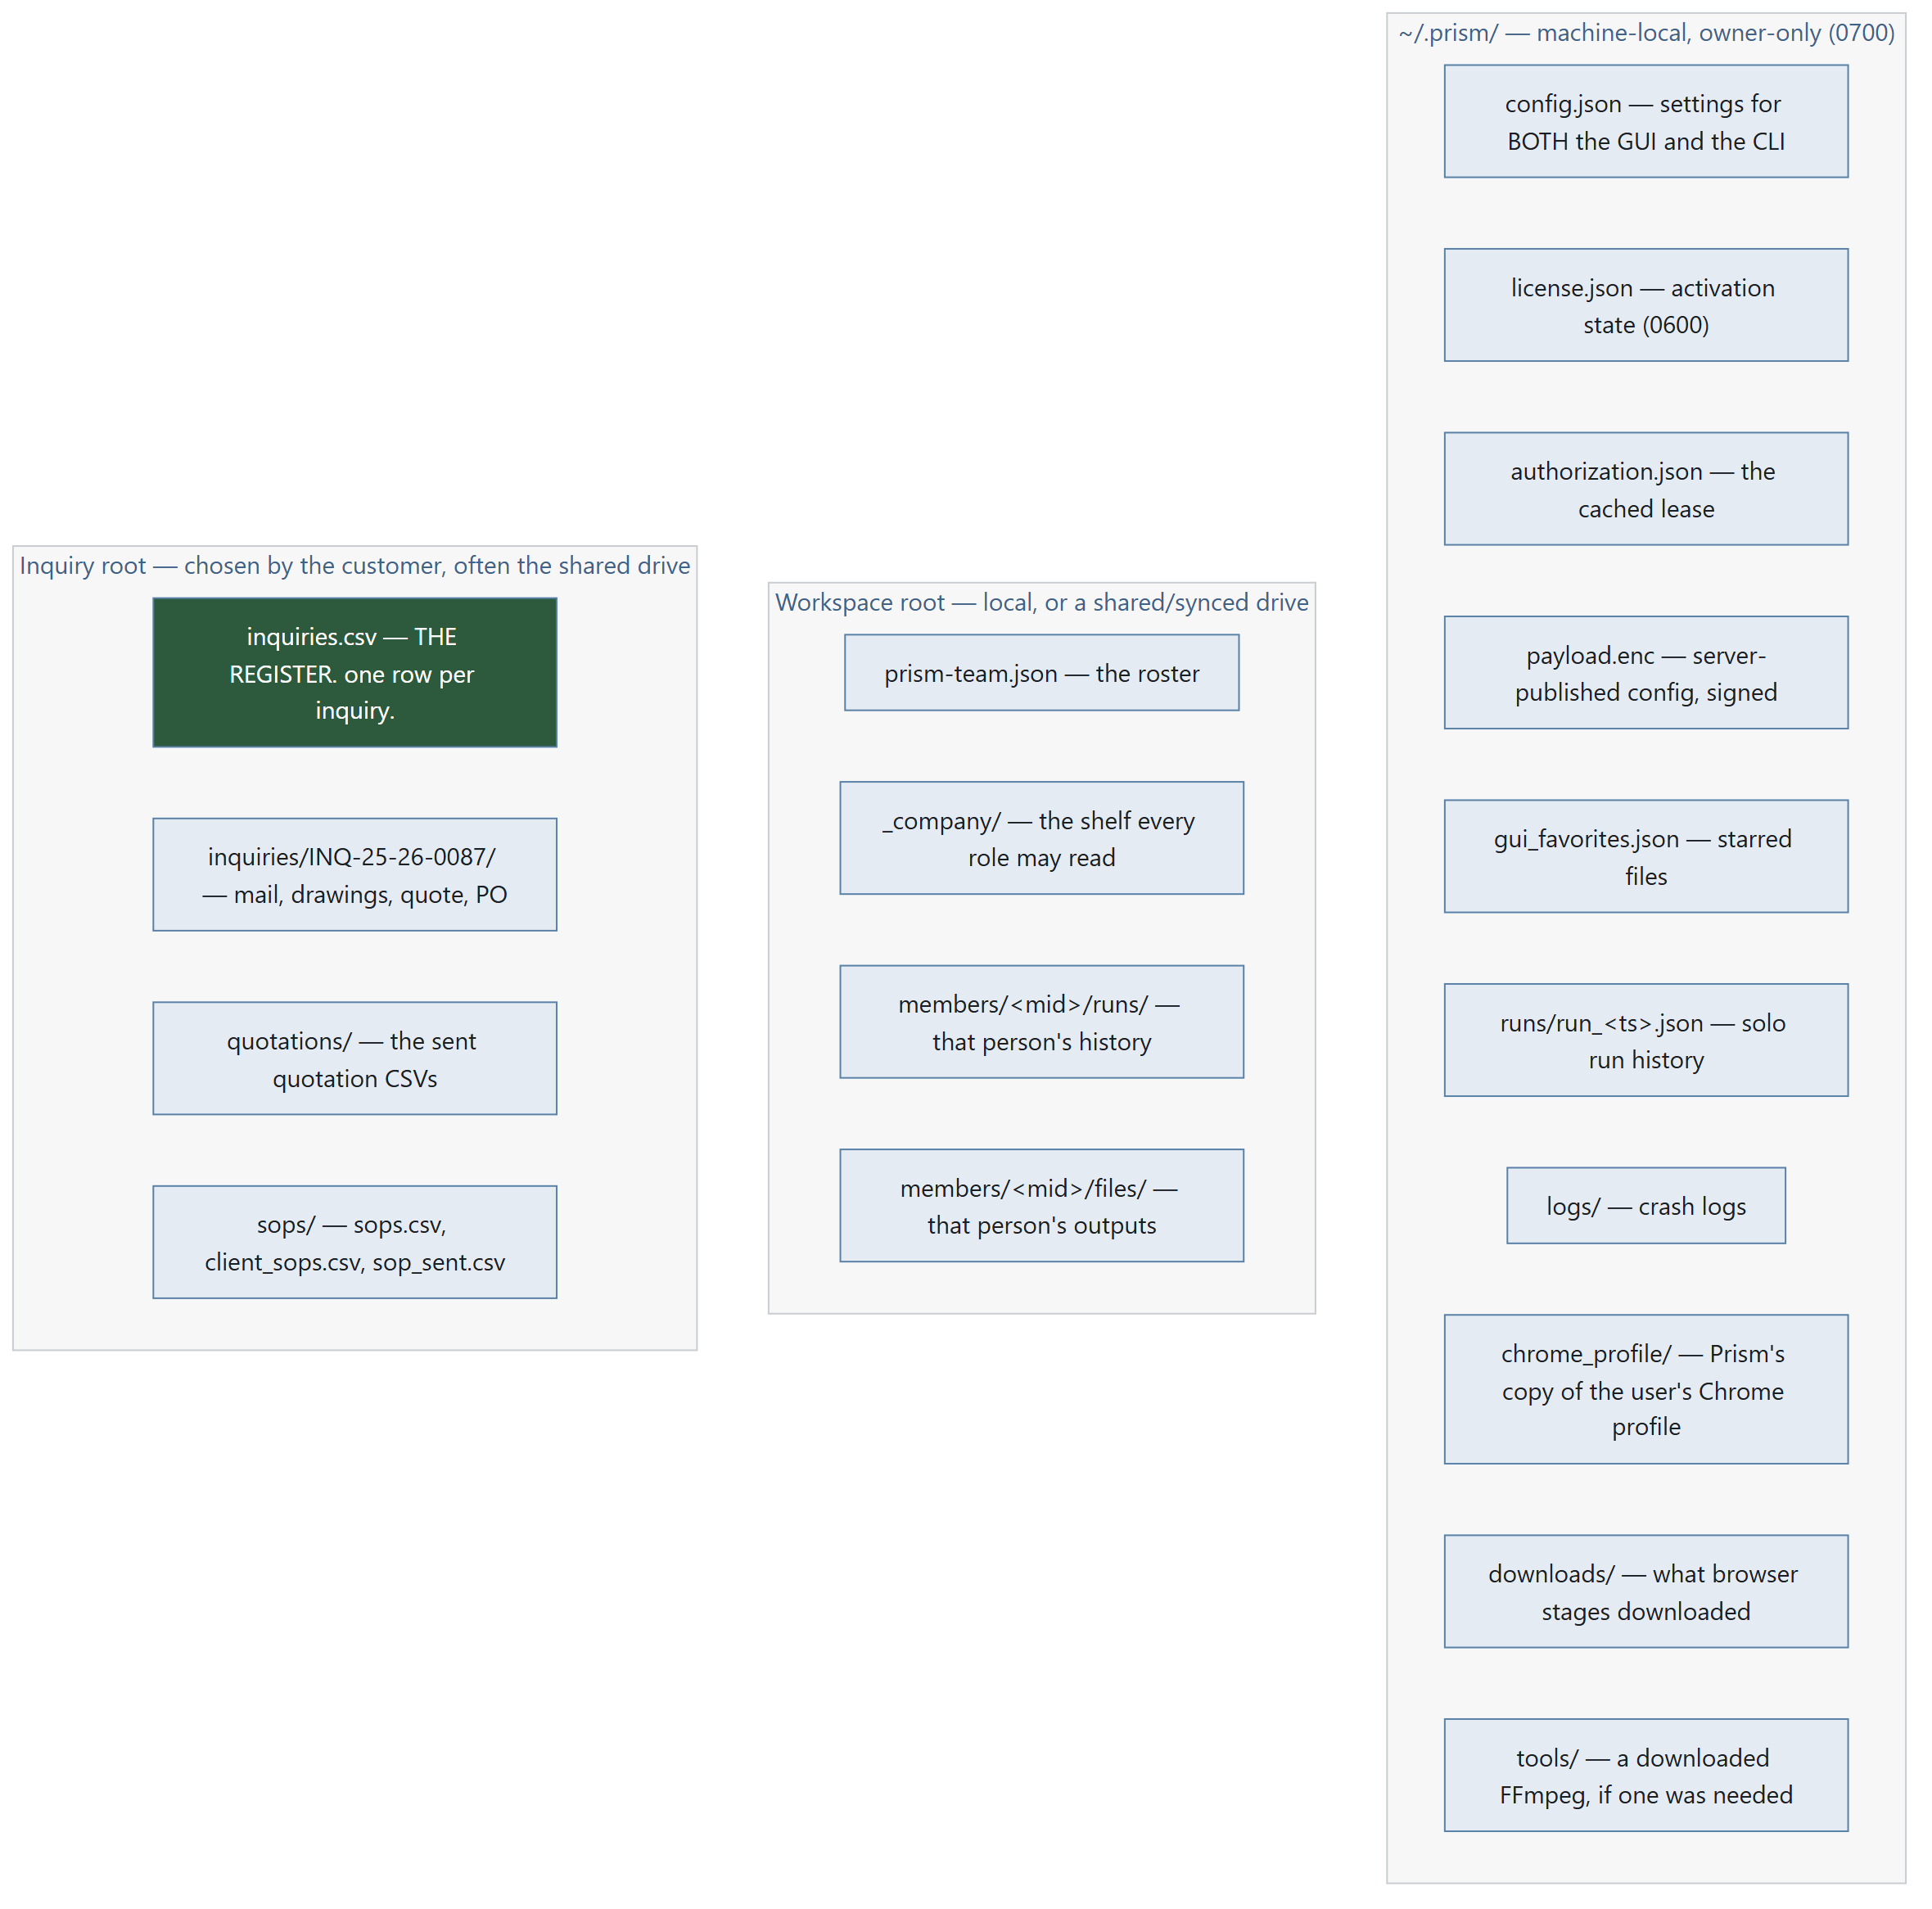 Inquiry root — chosen by the customer, often the shared drive
inquiries.csv — THE
REGISTER. one row per
inquiry.
inquiries/INQ-25-26-0087/
— mail, drawings, quote, PO
quotations/ — the sent
quotation CSVs
sops/ — sops.csv,
client_sops.csv, sop_sent.csv
Workspace root — local, or a shared/synced drive
prism-team.json — the roster
_company/ — the shelf every
role may read
members/<mid>/runs/ —
that person's history
members/<mid>/files/ —
that person's outputs
~/.prism/ — machine-local, owner-only (0700)
config.json — settings for
BOTH the GUI and the CLI
license.json — activation
state (0600)
authorization.json — the
cached lease
payload.enc — server-
published config, signed
gui_favorites.json — starred
files
runs/run_<ts>.json — solo
run history
logs/ — crash logs
chrome_profile/ — Prism's
copy of the user's Chrome
profile
downloads/ — what browser
stages downloaded
tools/ — a downloaded
FFmpeg, if one was needed